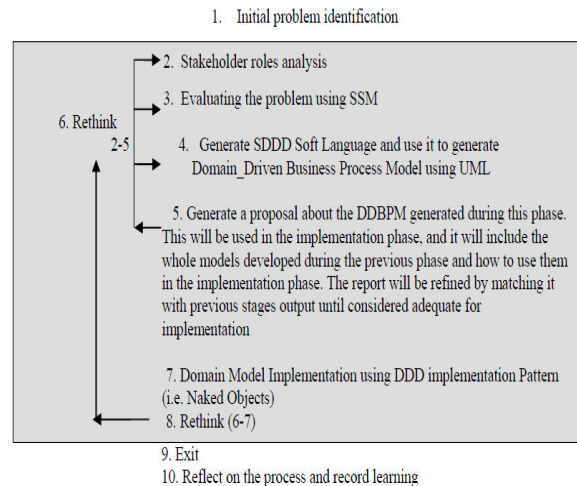 1. Initial problem identification
2. Stakeholder roles analysis
3. Evaluating the problem using SSM
6. Rethink
2-5
4. Generate SDDD Soft Language and use it to generate
Domain_Driven Business Process Model using UML
5. Generate a proposal about the DDBPM generated during this phase.
This will be used in the implementation phase, and it will include the
whole models developed during the previous phase and how to use them
in the implementation phase. The report will be refined by matching it
with previous stages output until considered adequate for
implementation
7. Domain Model Implementation using DDD implementation Pattern
(i.e. Naked Objects)
8. Rethink (6-7)
9. Exit
10. Reflect on the process and record learning